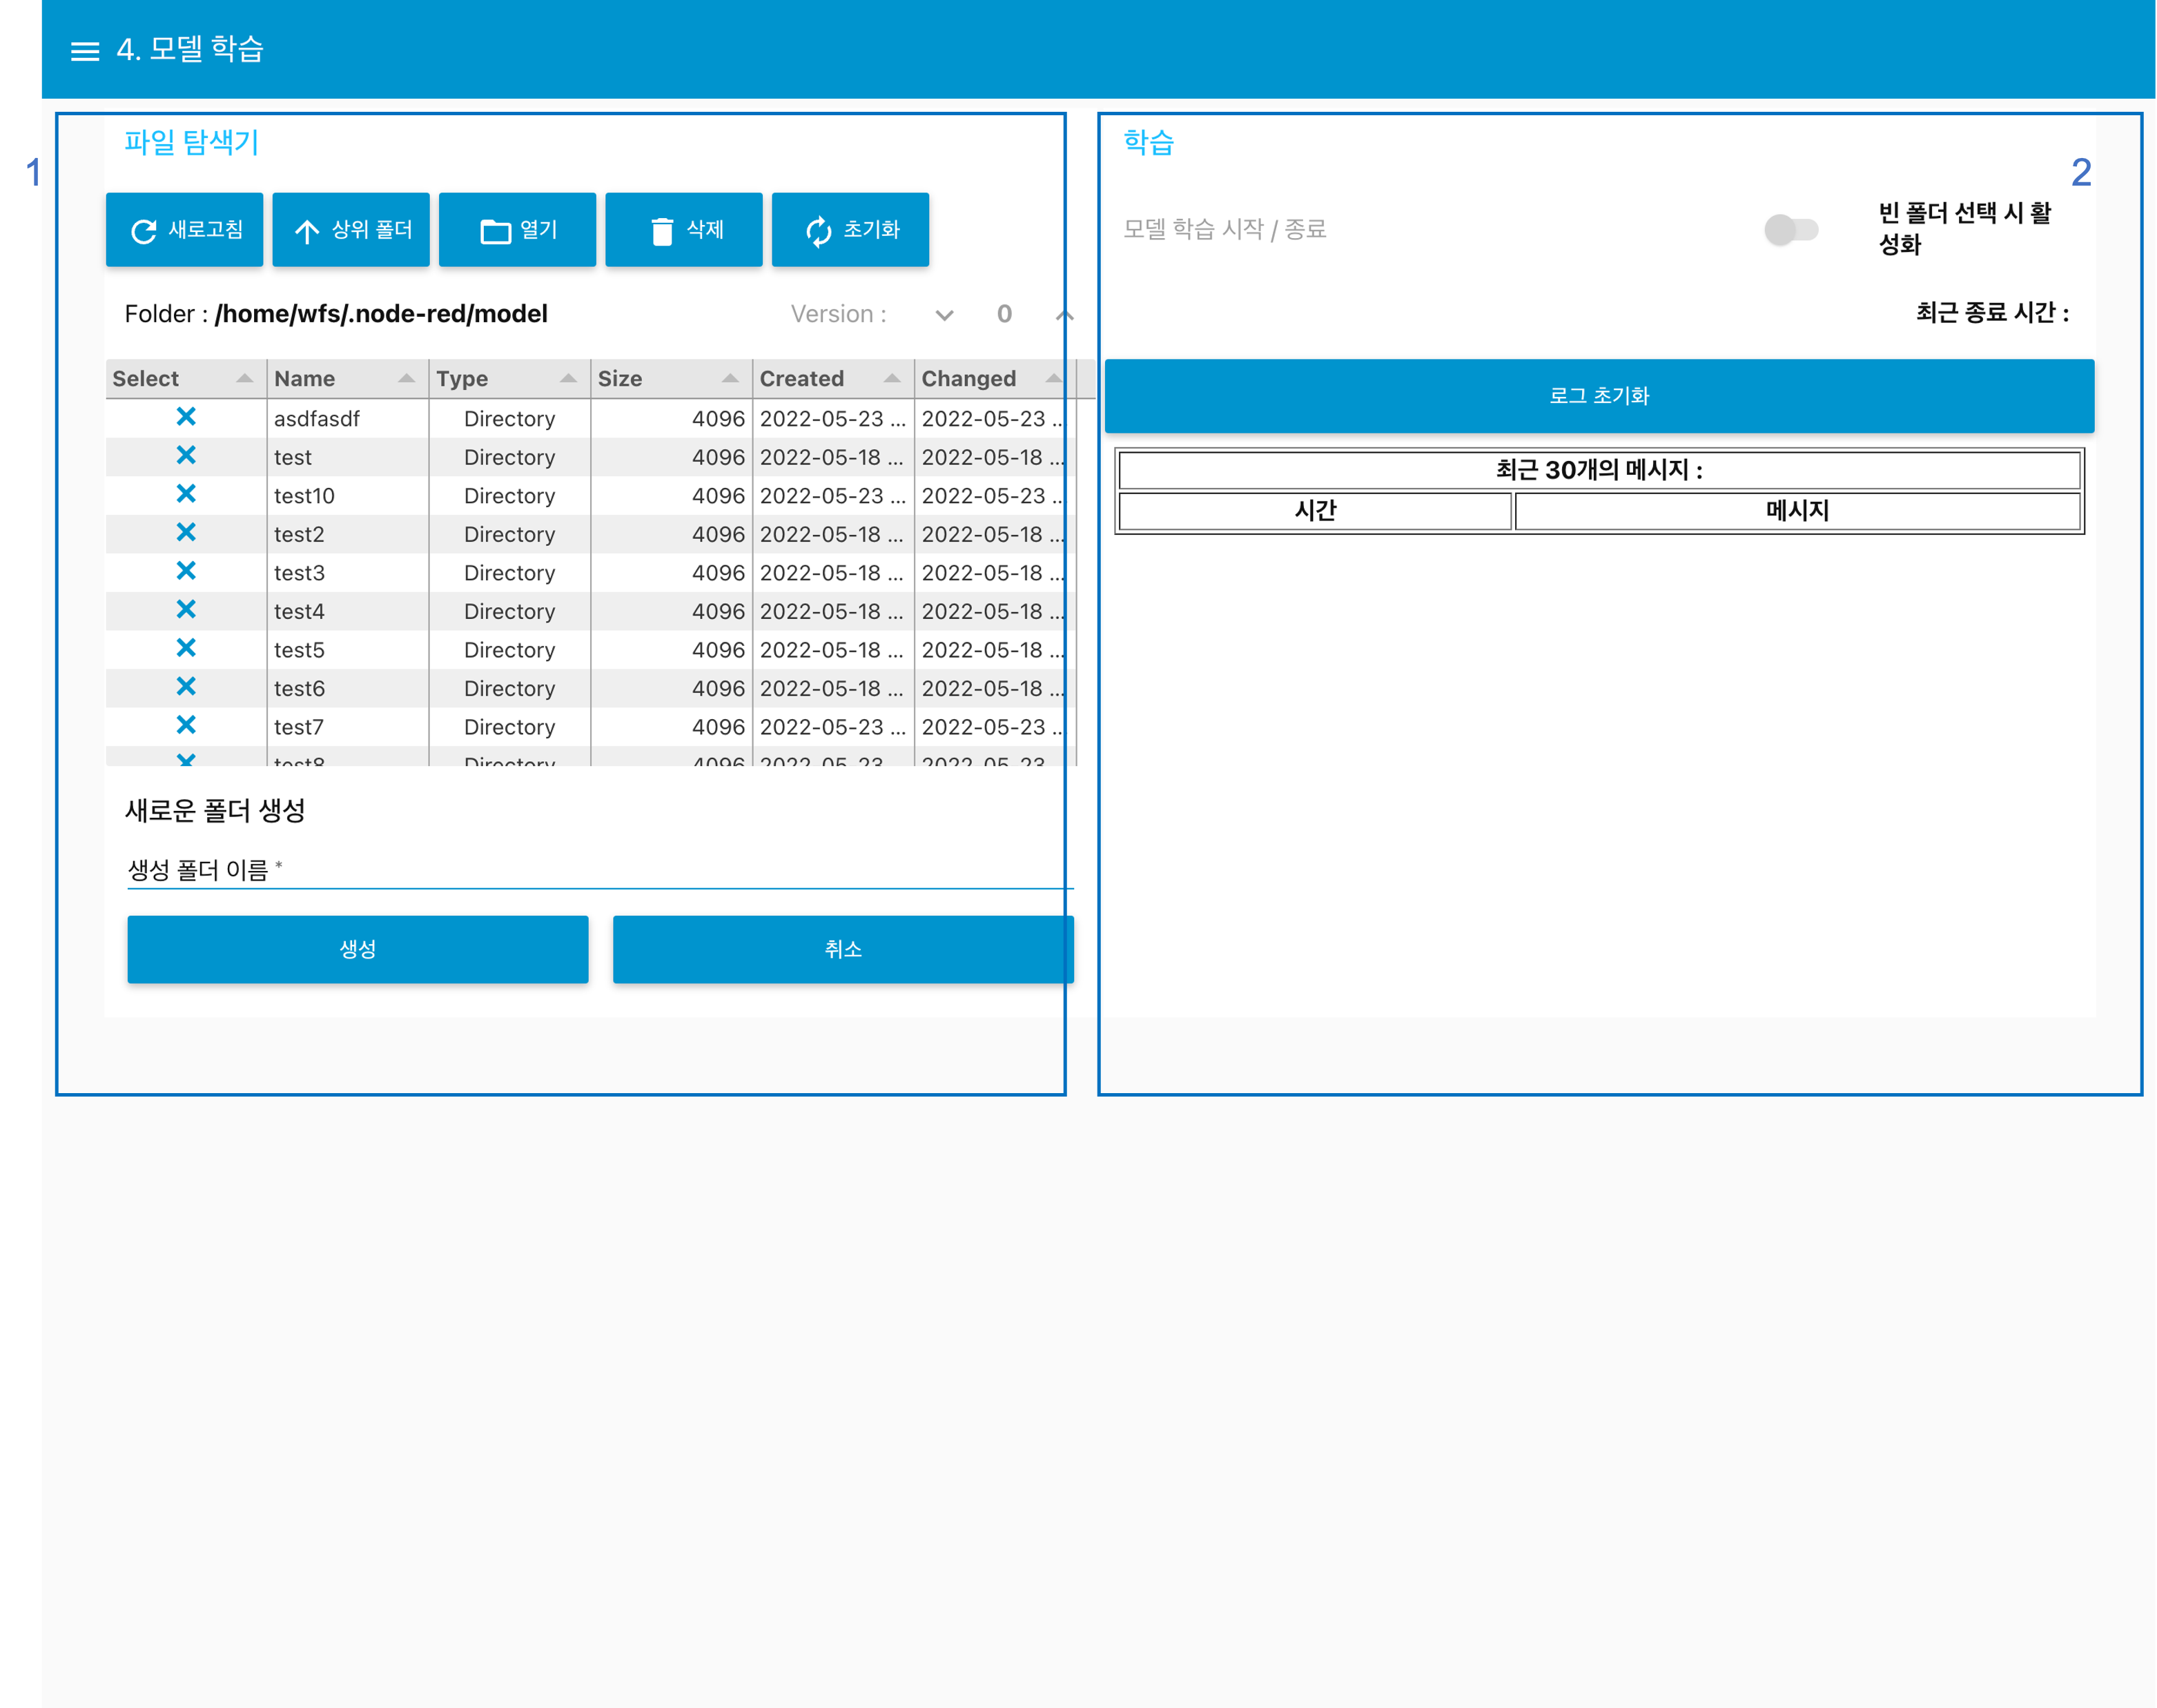 4. 모델 학습
1
파일 탐색기
새로고침 상위 폴더 열기 삭제 초기화
Folder : /home/wfs/.node-red/model Version : 0
Select Name Type Size Created Changed
asdfasdf Directory 4096 2022-05-23 ... 2022-05-23 ...
test Directory 4096 2022-05-18 ... 2022-05-18 ...
test10 Directory 4096 2022-05-23 ... 2022-05-23 ...
test2 Directory 4096 2022-05-18 ... 2022-05-18 ...
test3 Directory 4096 2022-05-18 ... 2022-05-18 ...
test4 Directory 4096 2022-05-18 ... 2022-05-18 ...
test5 Directory 4096 2022-05-18 ... 2022-05-18 ...
test6 Directory 4096 2022-05-18 ... 2022-05-18 ...
test7 Directory 4096 2022-05-23 ... 2022-05-23 ...
test8 Directory 4096 2022-05-23 2022-05-23
새로운 폴더 생성
생성 폴더 이름 *
생성 취소
2
학습
모델 학습 시작 / 종료
빈 폴더 선택 시 활
성화
최근 종료 시간 :
로그 초기화
최근 30개의 메시지 :
시간 메시지